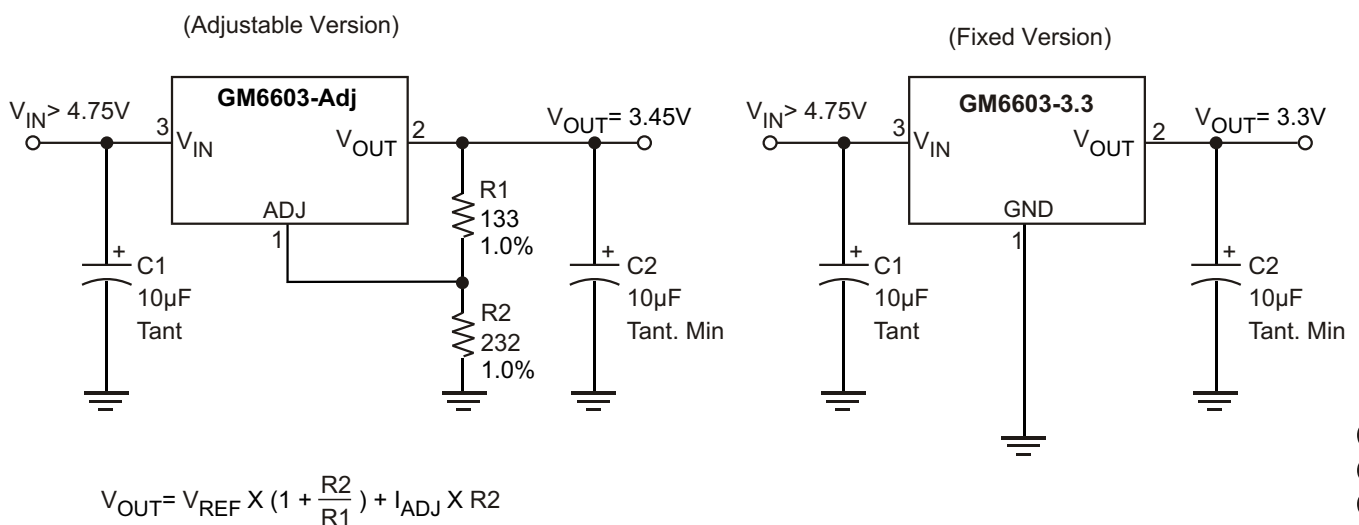 (Adjustable Version)
V_IN> 4.75V
GM6603-Adj
3
V_IN
V_OUT
2
V_OUT= 3.45V
ADJ
1
R1
133
1.0%
+
C1
10µF
Tant
R2
232
1.0%
+
C2
10µF
Tant. Min
V_OUT= V_REF X (1 + R2/R1 ) + I_ADJ X R2
(Fixed Version)
V_IN> 4.75V
GM6603-3.3
3
V_IN
V_OUT
2
V_OUT= 3.3V
GND
1
+
C1
10µF
Tant
+
C2
10µF
Tant. Min
(
(
(